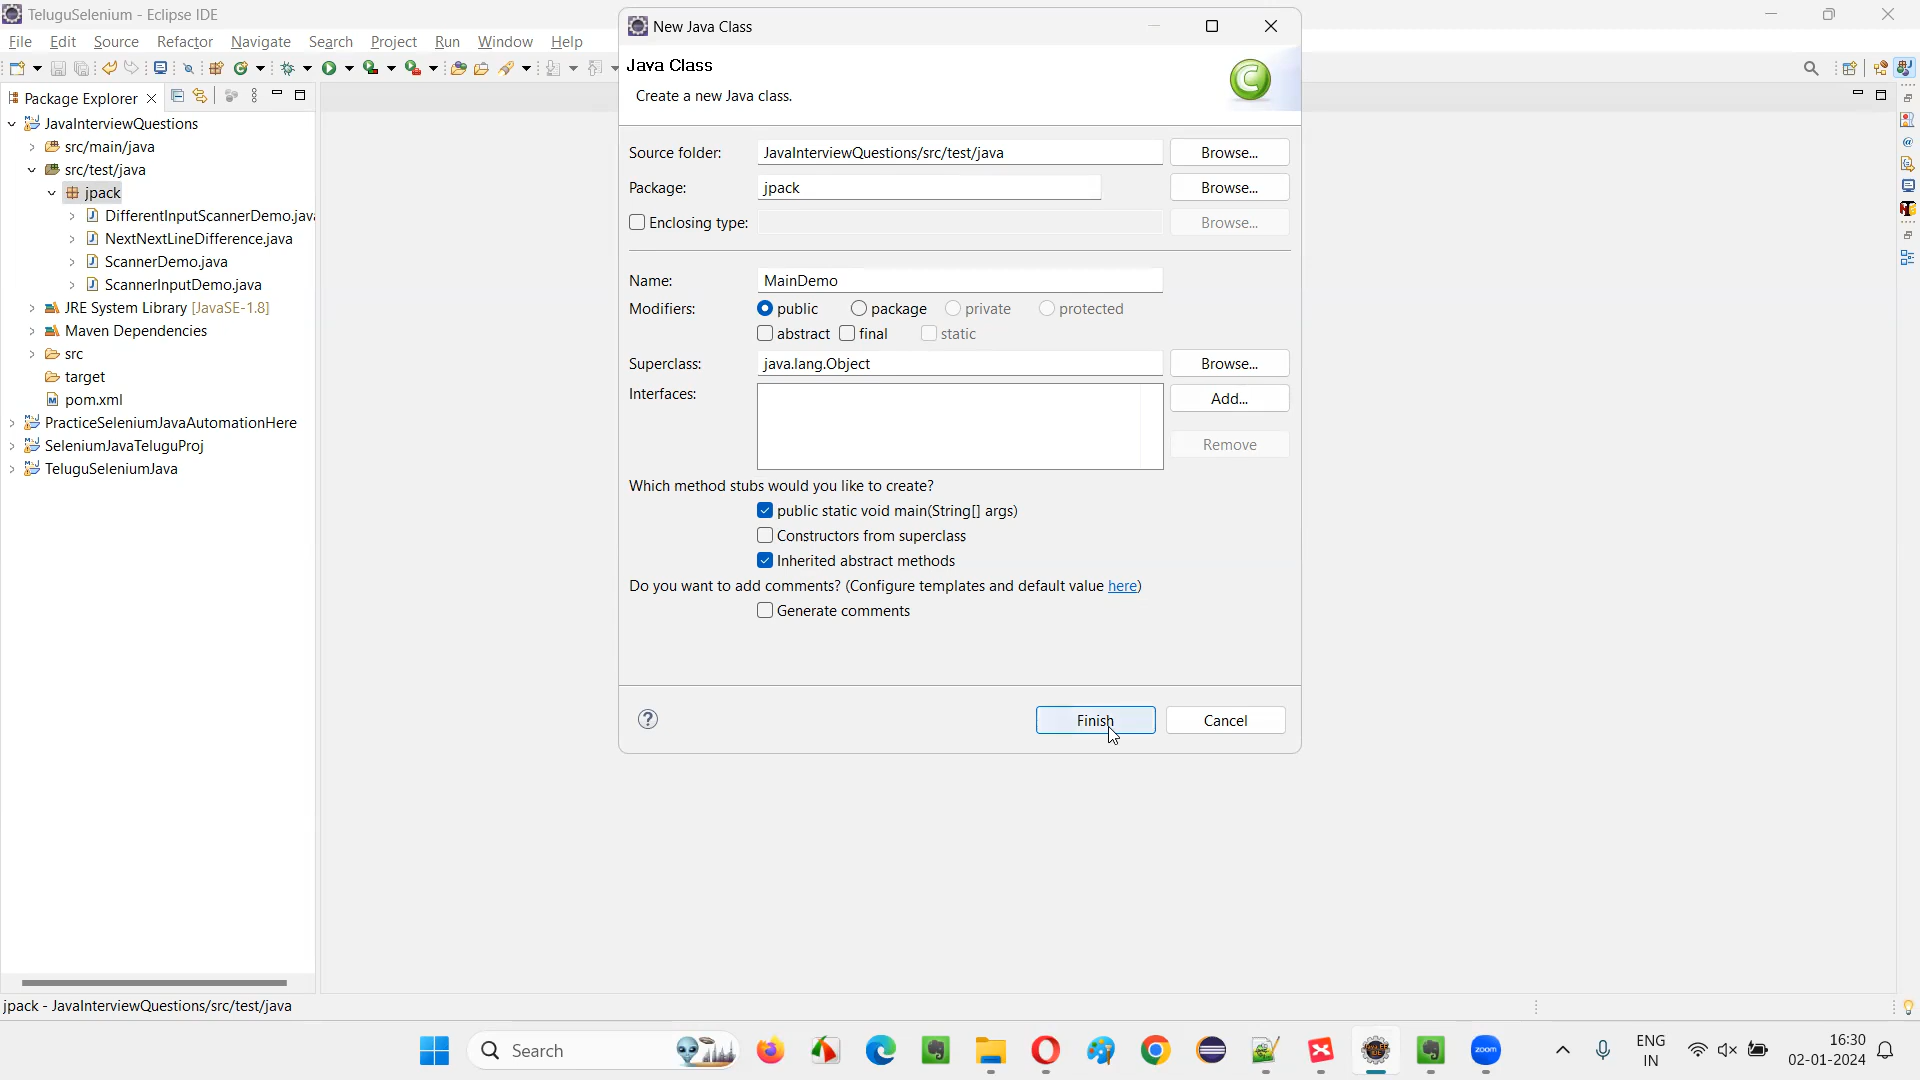 TeluguSelenium - Eclipse IDE
File Edit Source Refactor Navigate Search Project Run Window Help
Package Explorer
JavaInterviewQuestions
src/main/java
src/test/java
jpack
DifferentInputScannerDemo.java
NextNextLineDifference.java
ScannerDemo.java
ScannerInputDemo.java
JRE System Library [JavaSE-1.8]
Maven Dependencies
src
target
pom.xml
PracticeSeleniumJavaAutomationHere
SeleniumJavaTeluguProj
TeluguSeleniumJava
New Java Class
Java Class
Create a new Java class.
Source folder: JavaInterviewQuestions/src/test/java Browse...
Package: jpack Browse...
Enclosing type: Browse...
Name: MainDemo
Modifiers: public package private protected
abstract final static
Superclass: java.lang.Object Browse...
Interfaces: Add...
Remove
Which method stubs would you like to create?
public static void main(String[] args)
Constructors from superclass
Inherited abstract methods
Do you want to add comments? (Configure templates and default value here)
Generate comments
Finish Cancel
jpack - JavaInterviewQuestions/src/test/java
Search
zoom
ENG
IN
16:30
02-01-2024